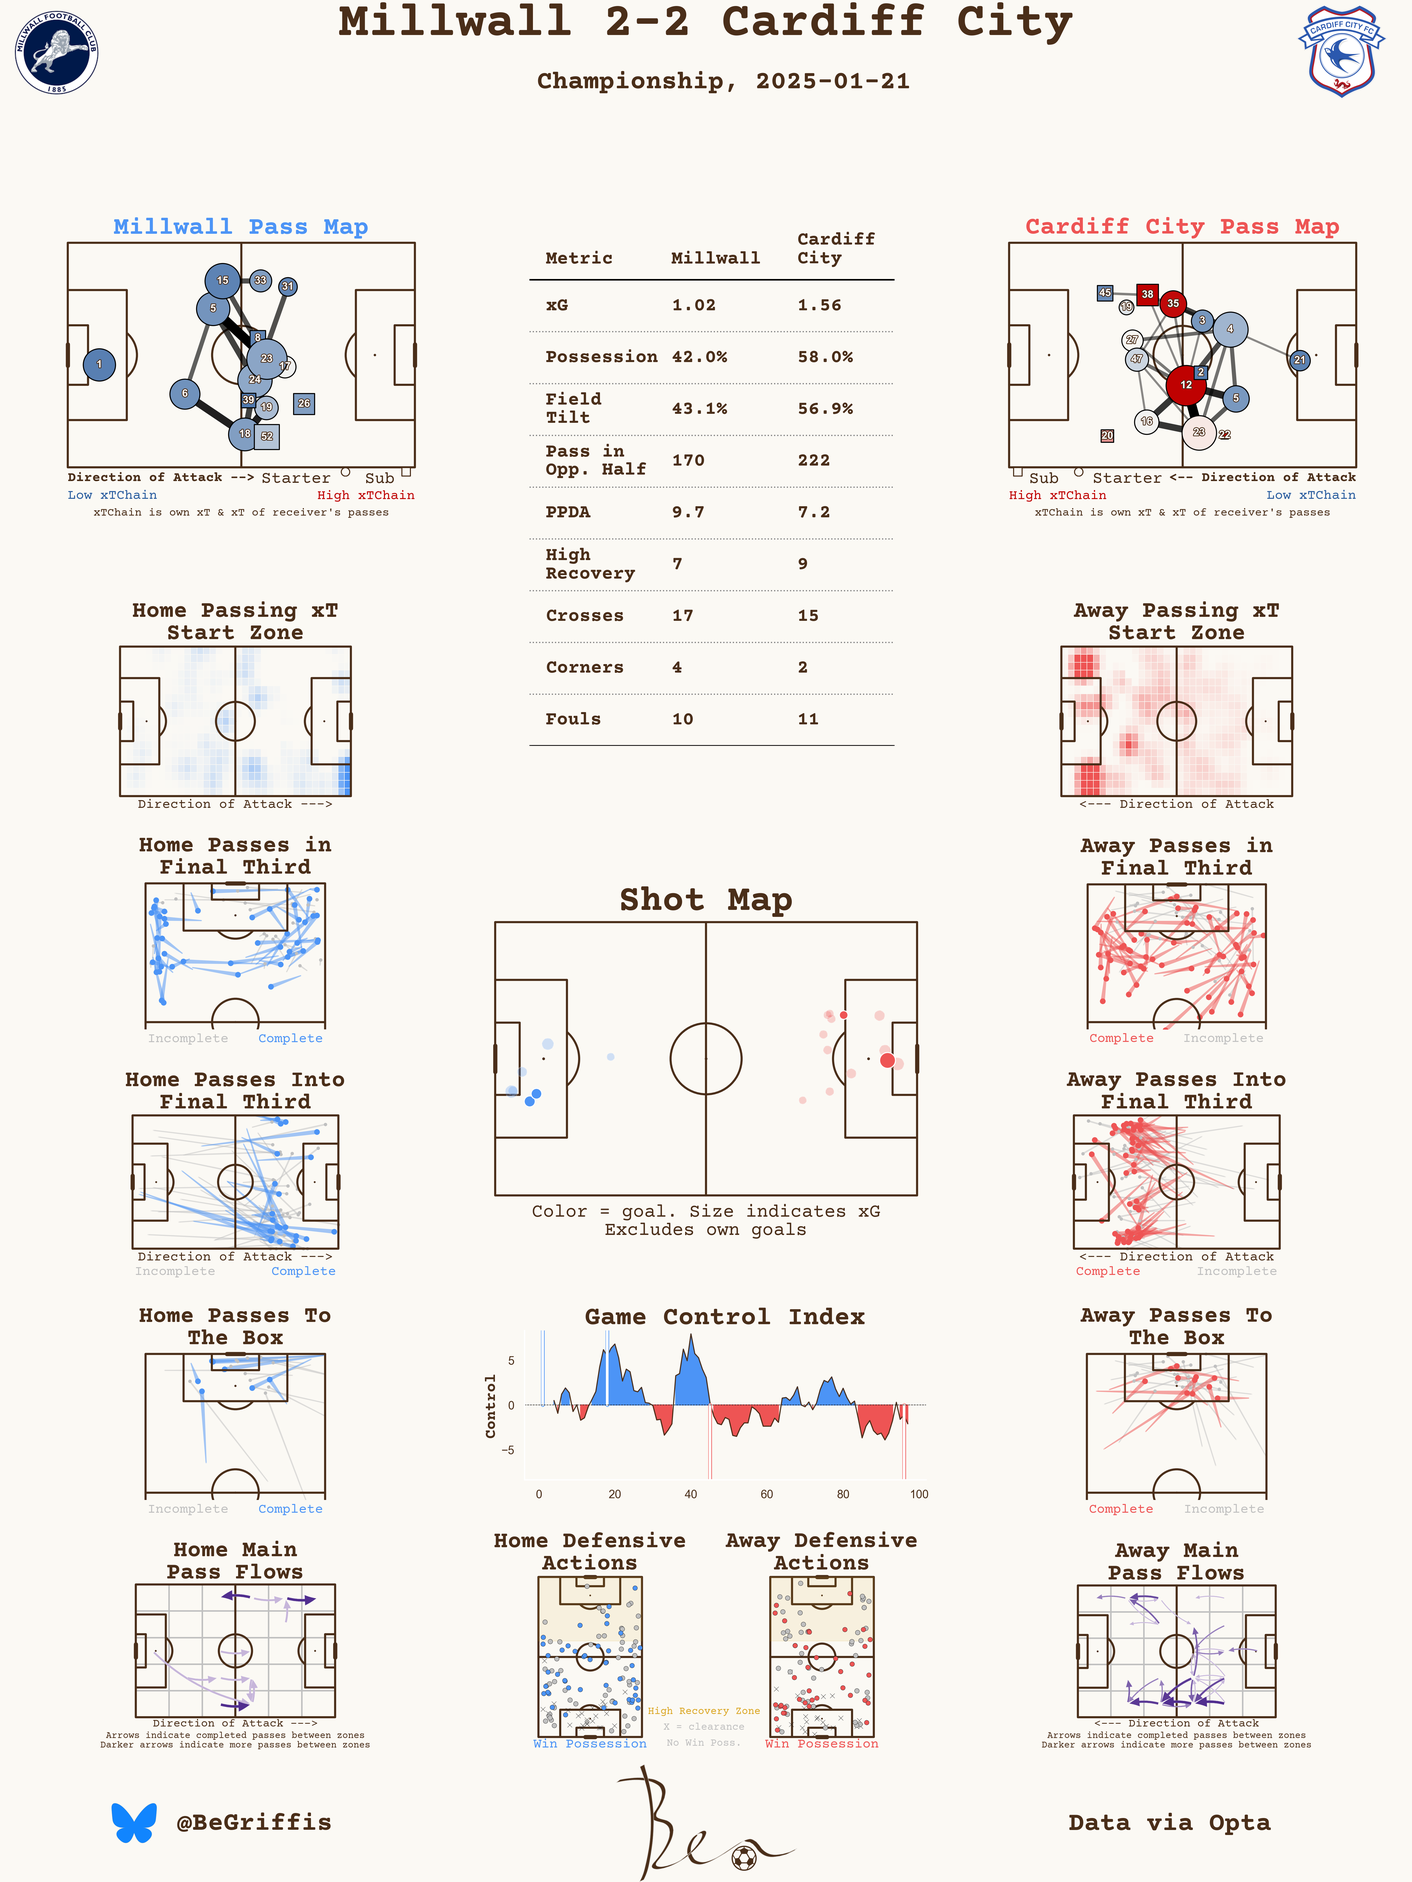 Millwall 2-2 Cardiff City
Championship, 2025-01-21
MILLWALL FOOTBALL CLUB
1885
CARDIFF CITY FC
Millwall Pass Map
15
33
31
5
8
23
17
1
24
6
39
19
26
18
52
Direction of Attack --> Starter Sub
Low xTChain High xTChain
xTChain is own xT & xT of receiver's passes
Metric Millwall Cardiff City
xG 1.02 1.56
Possession 42.0% 58.0%
Field Tilt 43.1% 56.9%
Pass in Opp. Half 170 222
PPDA 9.7 7.2
High Recovery 7 9
Crosses 17 15
Corners 4 2
Fouls 10 11
Cardiff City Pass Map
45
38
35
19
3
4
27
47
21
2
12
5
16
23
22
20
Sub Starter <-- Direction of Attack
High xTChain Low xTChain
xTChain is own xT & xT of receiver's passes
Home Passing xT
Start Zone
Direction of Attack --->
Away Passing xT
Start Zone
<--- Direction of Attack
Home Passes in
Final Third
Incomplete Complete
Away Passes in
Final Third
Complete Incomplete
Shot Map
Color = goal. Size indicates xG
Excludes own goals
Home Passes Into
Final Third
Direction of Attack --->
Incomplete Complete
Away Passes Into
Final Third
<--- Direction of Attack
Complete Incomplete
Home Passes To
The Box
Incomplete Complete
Game Control Index
Control
5
0
−5
0 20 40 60 80 100
Away Passes To
The Box
Complete Incomplete
Home Main
Pass Flows
Direction of Attack --->
Arrows indicate completed passes between zones
Darker arrows indicate more passes between zones
Home Defensive
Actions
Win Possession
High Recovery Zone
X = clearance
No Win Poss.
Away Defensive
Actions
Win Possession
Away Main
Pass Flows
<--- Direction of Attack
Arrows indicate completed passes between zones
Darker arrows indicate more passes between zones
@BeGriffis
Ben
Data via Opta